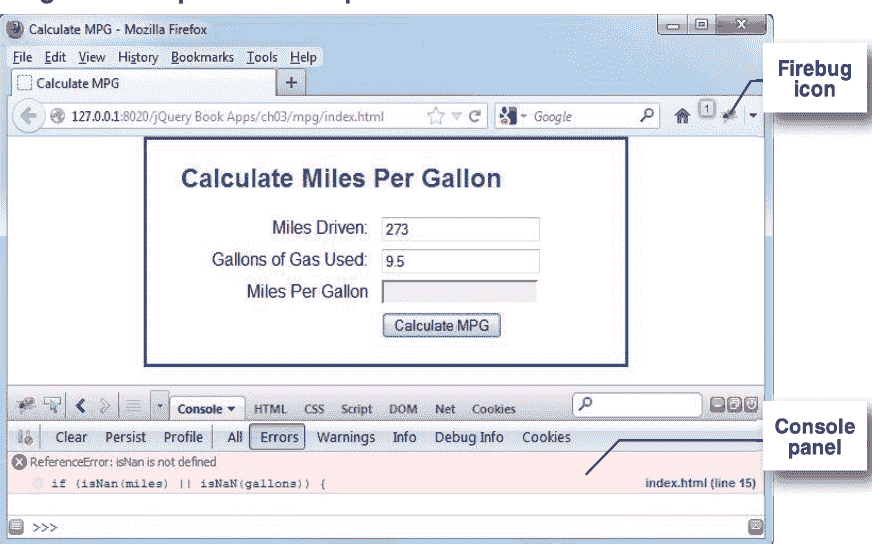 Calculate MPG - Mozilla Firefox
File Edit View History Bookmarks Tools Help
Calculate MPG +
127.0.0.1:8020/jQuery Book Apps/ch03/mpg/index.html Google 1
Firebug
icon
Calculate Miles Per Gallon
Miles Driven: 273
Gallons of Gas Used: 9.5
Miles Per Gallon
Calculate MPG
Console HTML CSS Script DOM Net Cookies
Clear Persist Profile All Errors Warnings Info Debug Info Cookies
Console
panel
ReferenceError: isNan is not defined
if (isNan(miles) || isNaN(gallons)) { index.html (line 15)
>>>